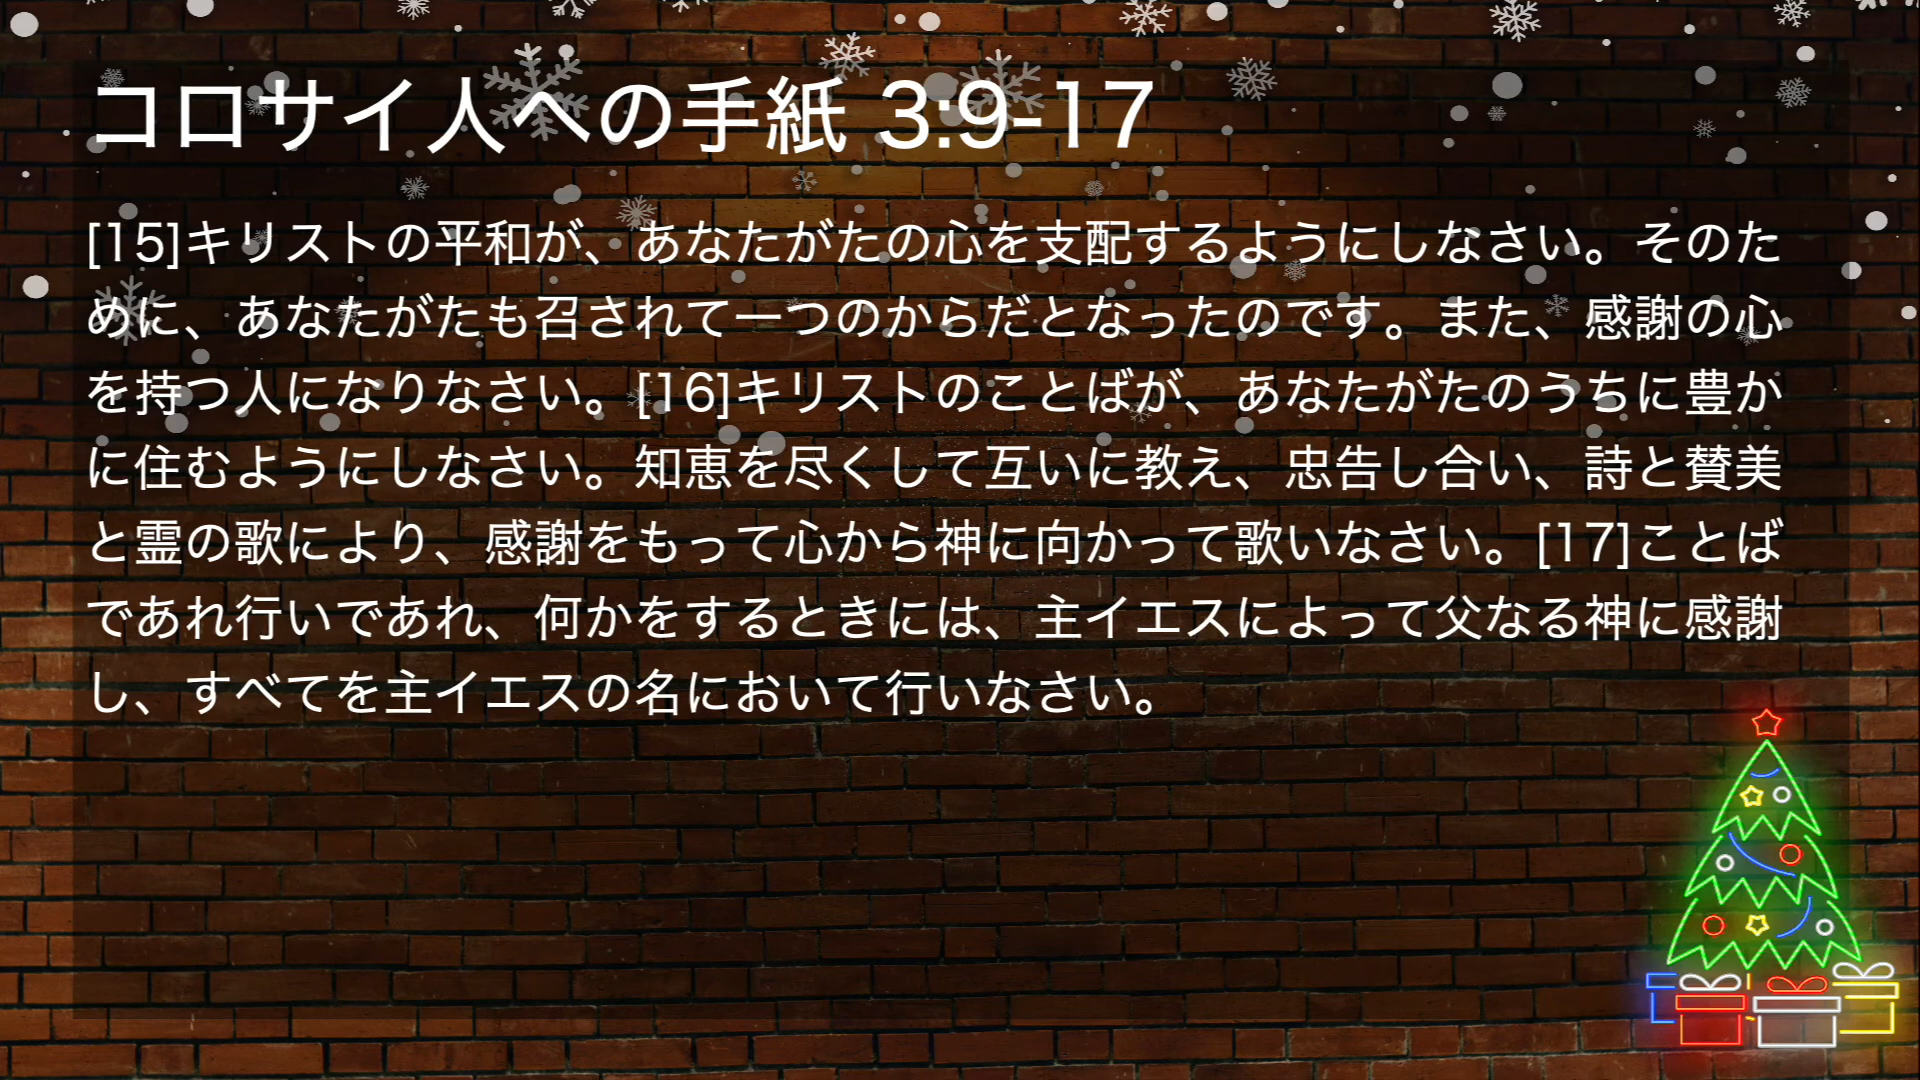 コロサイ人への手紙 3:9-17
[15]キリストの平和が、あなたがたの心を支配するようにしなさい。そのた
めに、あなたがたも召されて一つのからだとなったのです。また、感謝の心
を持つ人になりなさい。[16]キリストのことばが、あなたがたのうちに豊か
に住むようにしなさい。知恵を尽くして互いに教え、忠告し合い、詩と賛美
と霊の歌により、感謝をもって心から神に向かって歌いなさい。[17]ことば
であれ行いであれ、何かをするときには、主イエスによって父なる神に感謝
し、すべてを主イエスの名において行いなさい。